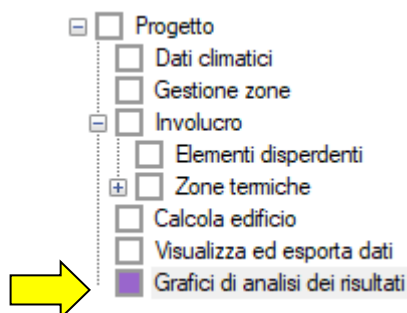 Progetto
Dati climatici
Gestione zone
Involucro
Elementi disperdenti
Zone termiche
Calcola edificio
Visualizza ed esporta dati
Grafici di analisi dei risultati